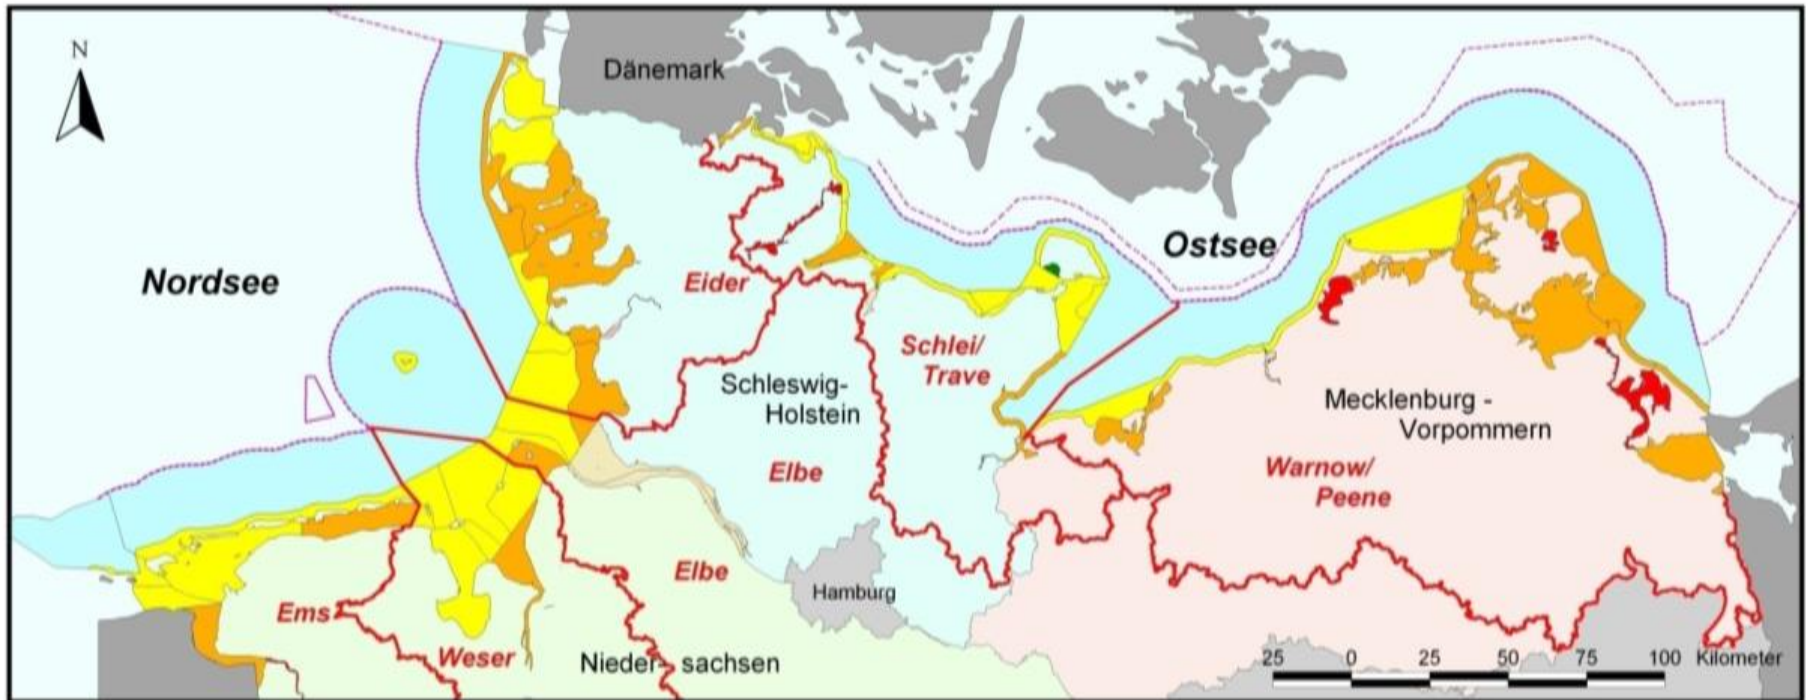 N
Dänemark
Nordsee
Ostsee
Eider
Schlei/
Trave
Schleswig-
Holstein
Mecklenburg -
Vorpommern
Elbe
Warnow/
Peene
Elbe
Hamburg
Ems
Weser
Nieder- sachsen
25 0 25 50 75 100 Kilometer